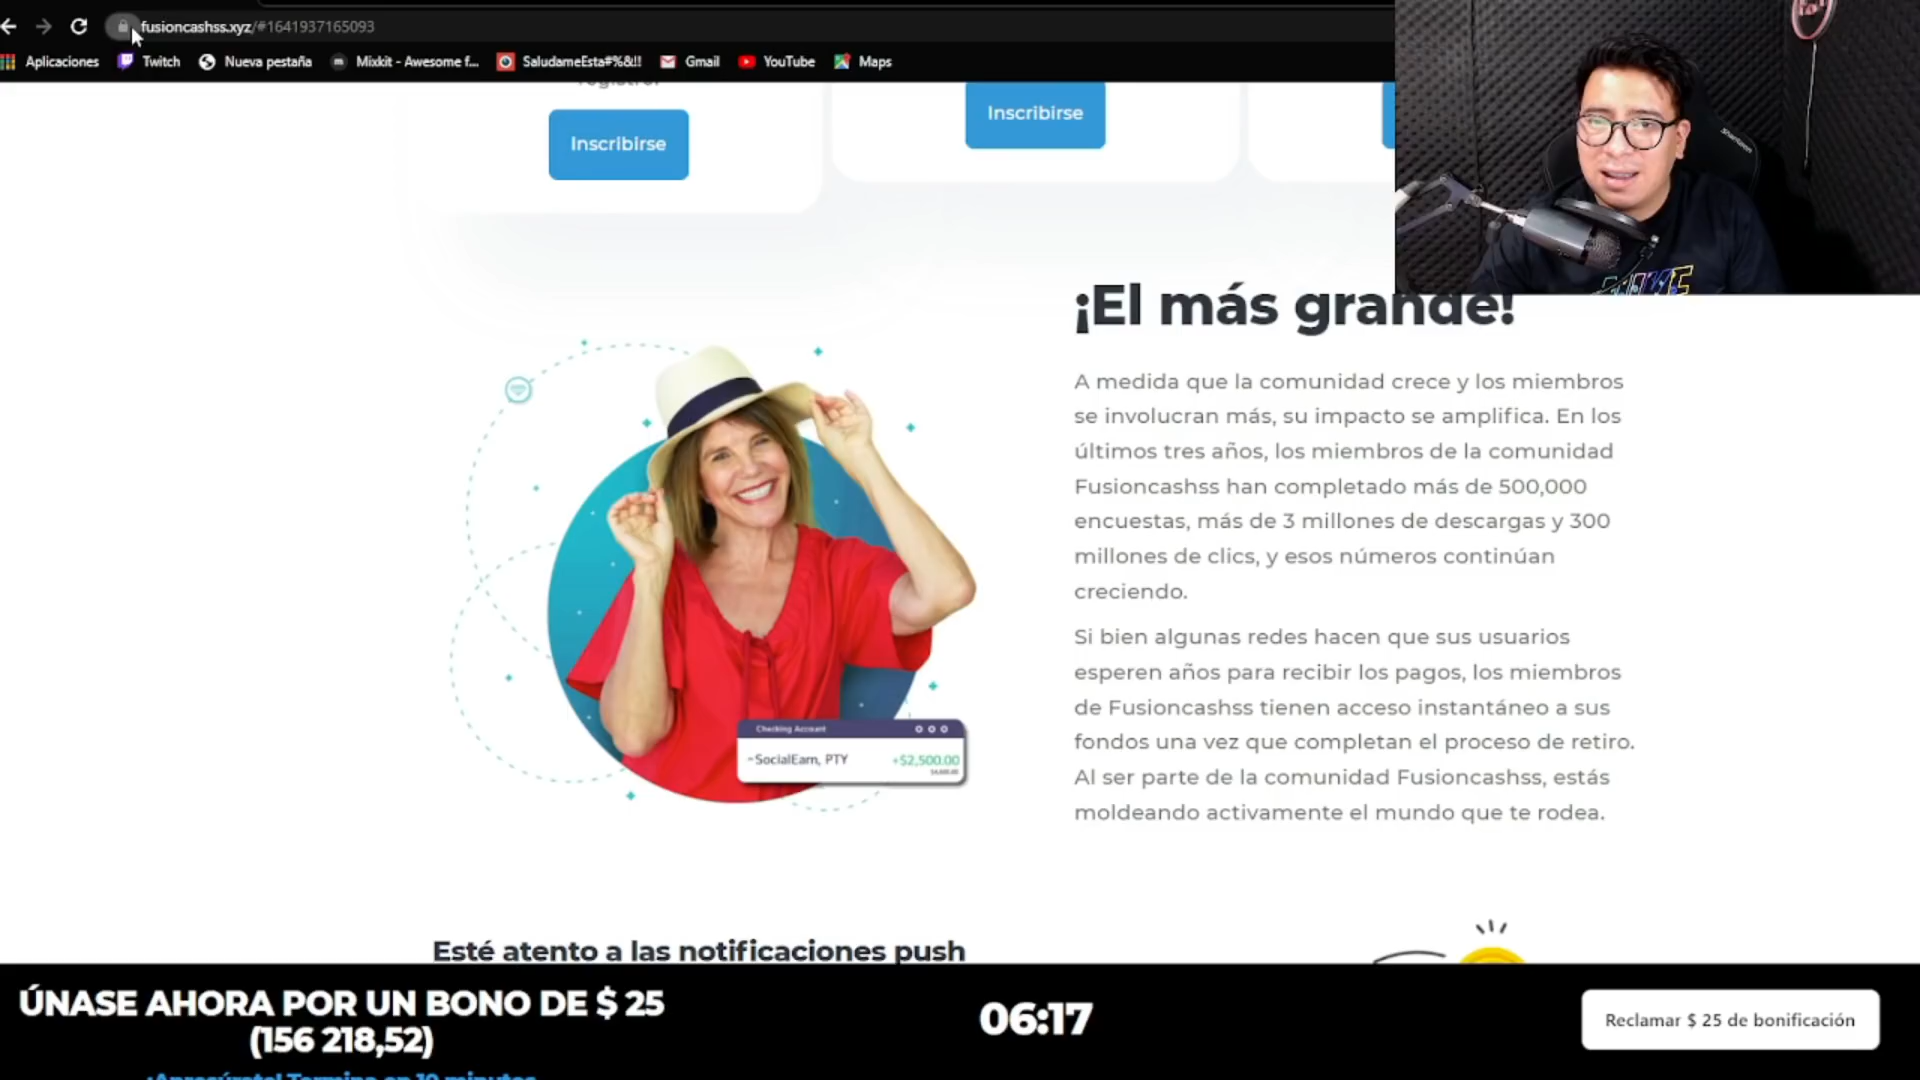 fusioncashss.xyz/#1641937165093
Aplicaciones
Twitch
Nueva pestaña
Mixkit - Awesome f...
SaludameEsta#%&!!
Gmail
YouTube
Maps
Inscribirse
Inscribirse
¡El más grande!
A medida que la comunidad crece y los miembros
se involucran más, su impacto se amplifica. En los
últimos tres años, los miembros de la comunidad
Fusioncashss han completado más de 500,000
encuestas, más de 3 millones de descargas y 300
millones de clics, y esos números continúan
creciendo.
Si bien algunas redes hacen que sus usuarios
esperen años para recibir los pagos, los miembros
de Fusioncashss tienen acceso instantáneo a sus
fondos una vez que completan el proceso de retiro.
Al ser parte de la comunidad Fusioncashss, estás
moldeando activamente el mundo que te rodea.
Checking Account
~SocialEarn, PTY
+$2,500.00
Esté atento a las notificaciones push
ÚNASE AHORA POR UN BONO DE $ 25
(156 218,52)
06:17
Reclamar $ 25 de bonificación